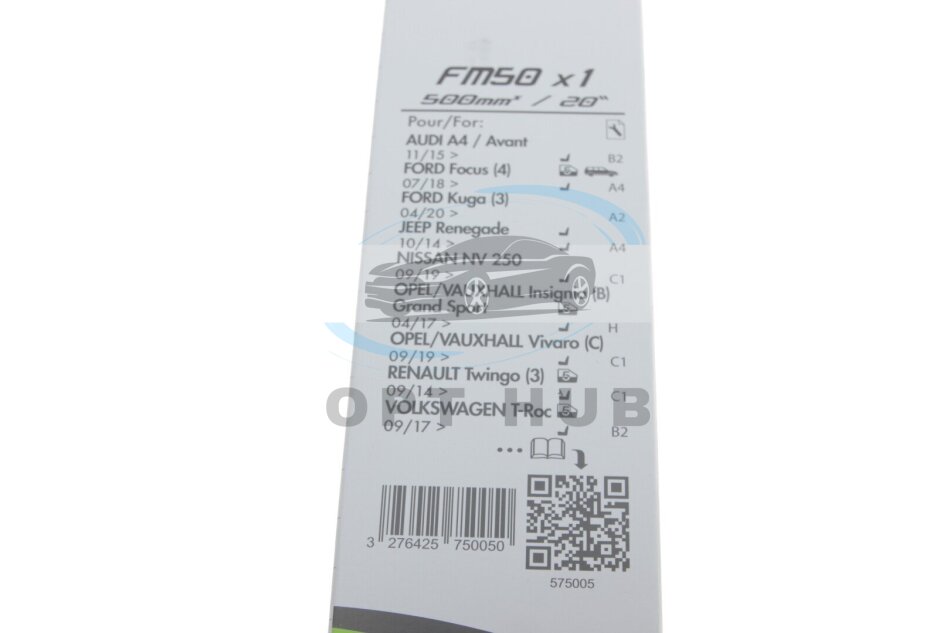 FM50 x1
500mm* / 20"
Pour/For:
AUDI A4 / Avant
11/15 > B2
FORD Focus (4)
07/18 > A4
FORD Kuga (3)
04/20 > A2
JEEP Renegade
10/14 > A4
NISSAN NV 250
09/19 > C1
OPEL/VAUXHALL Insignia (B)
Grand Sport
04/17 > H
OPEL/VAUXHALL Vivaro (C)
09/19 > C1
RENAULT Twingo (3)
09/14 > C1
OPT HUB
VOLKSWAGEN T-Roc
09/17 > B2
...
3 276425 750050
575005